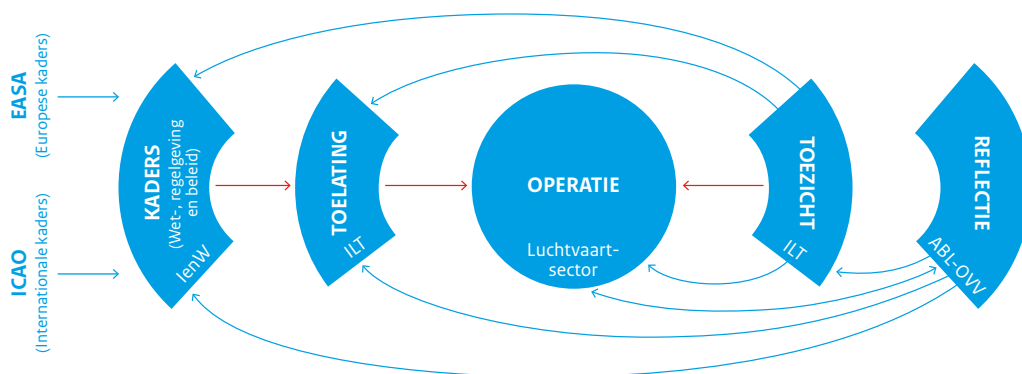 EASA
(Europese kaders)
ICAO
(Internationale kaders)
KADERS
(Wet-, regelgeving
en beleid)
IenW
TOELATING
ILT
OPERATIE
Luchtvaart-
sector
TOEZICHT
ILT
REFLECTIE
ABL-OVV